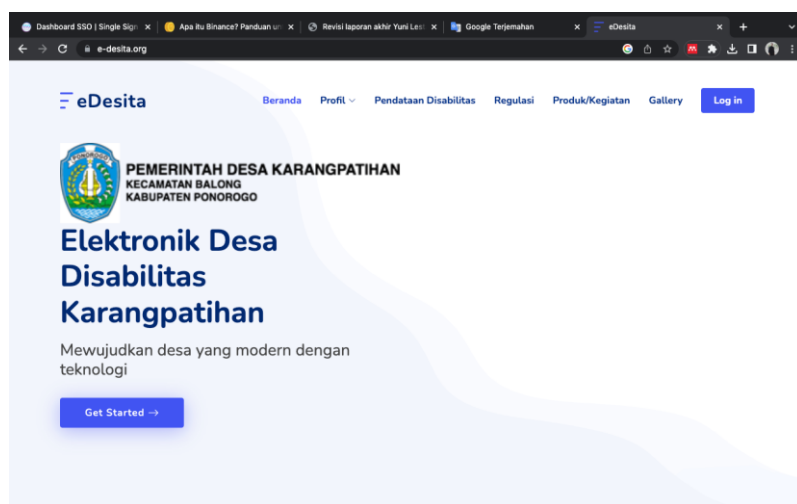 Dashboard SSO | Single Sign
Apa itu Binance? Panduan un
Revisi laporan akhir Yuni Lest
Google Terjemahan
eDesita
e-desita.org
eDesita
Beranda
Profil
Pendataan Disabilitas
Regulasi
Produk/Kegiatan
Gallery
Log in
PONOROGO
PEMERINTAH DESA KARANGPATIHAN
KECAMATAN BALONG
KABUPATEN PONOROGO
Elektronik Desa
Disabilitas
Karangpatihan
Mewujudkan desa yang modern dengan
teknologi
Get Started →